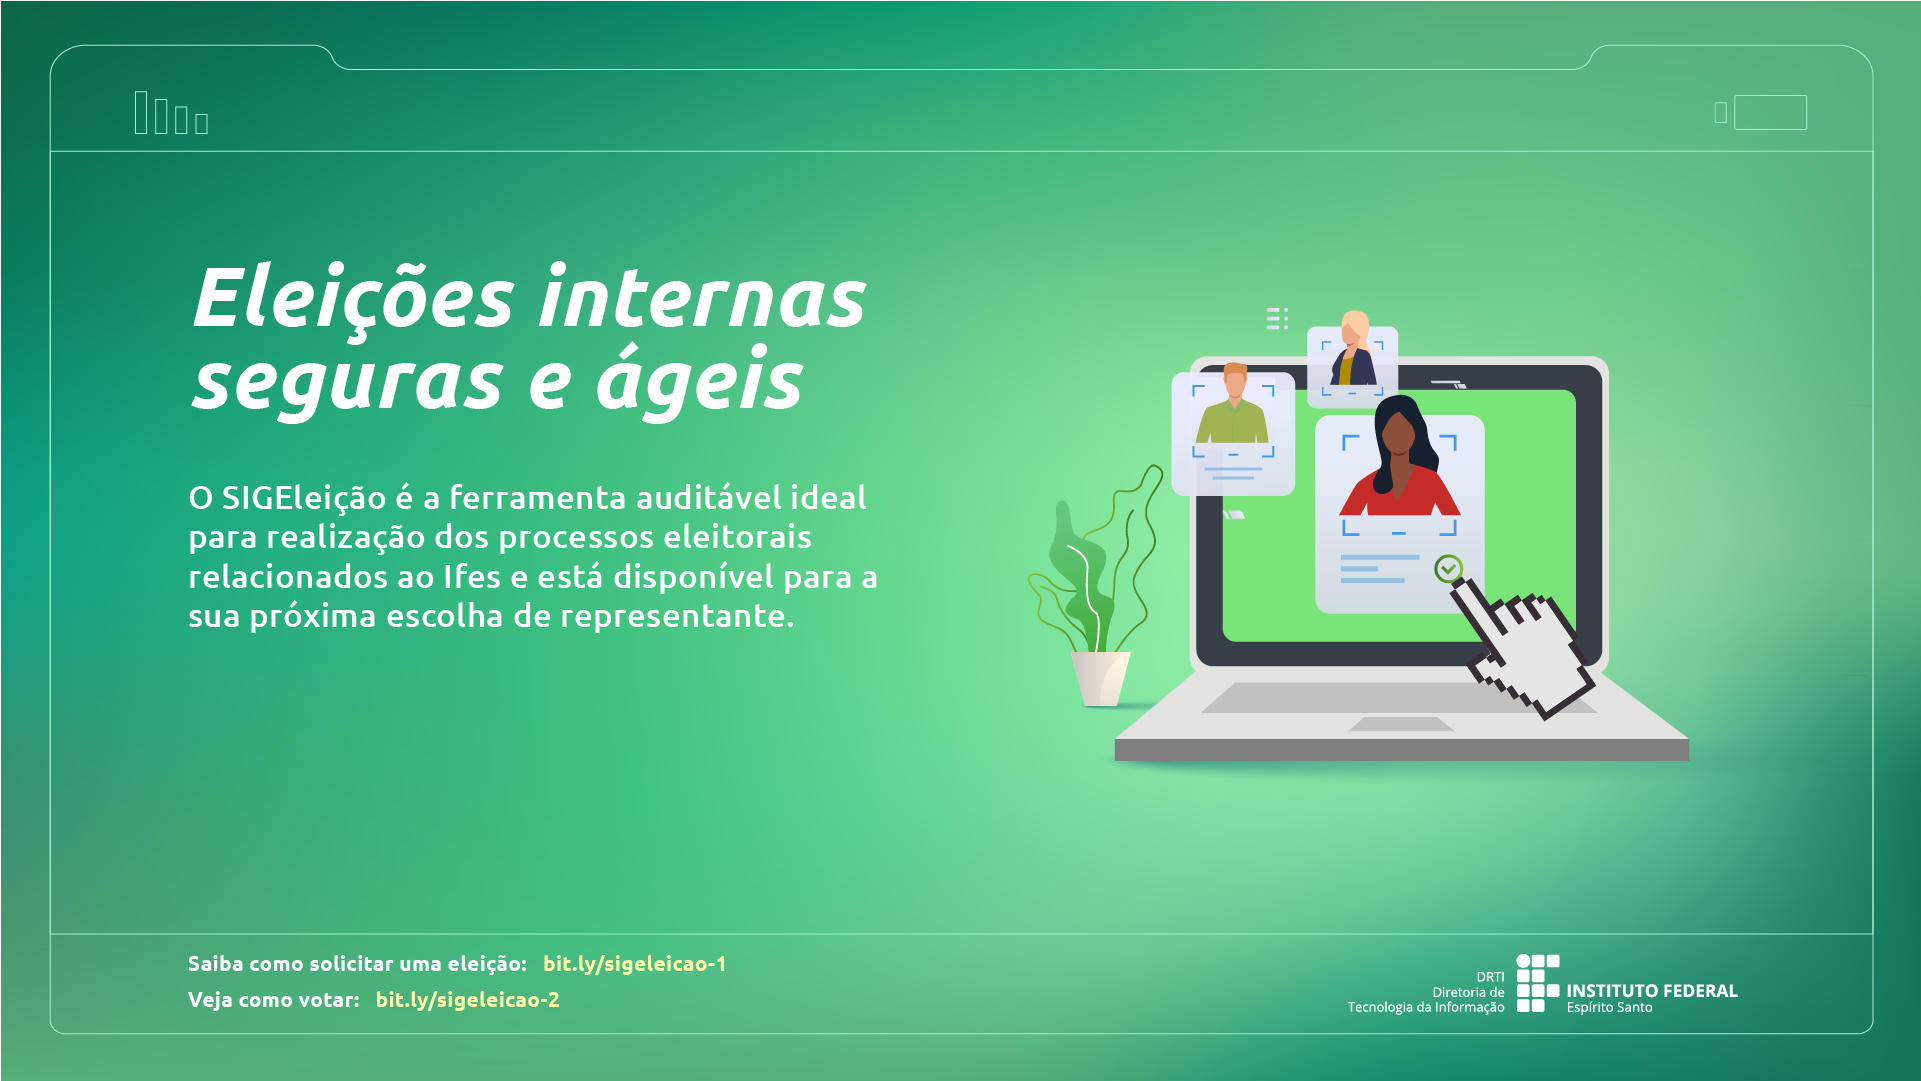 Eleições internas
seguras e ágeis
O SIGEleição é a ferramenta auditável ideal
para realização dos processos eleitorais
relacionados ao Ifes e está disponível para a
sua próxima escolha de representante.
Saiba como solicitar uma eleição: bit.ly/sigeleicao-1
Veja como votar: bit.ly/sigeleicao-2
DRTI
Diretoria de
Tecnologia da Informação
INSTITUTO FEDERAL
Espírito Santo